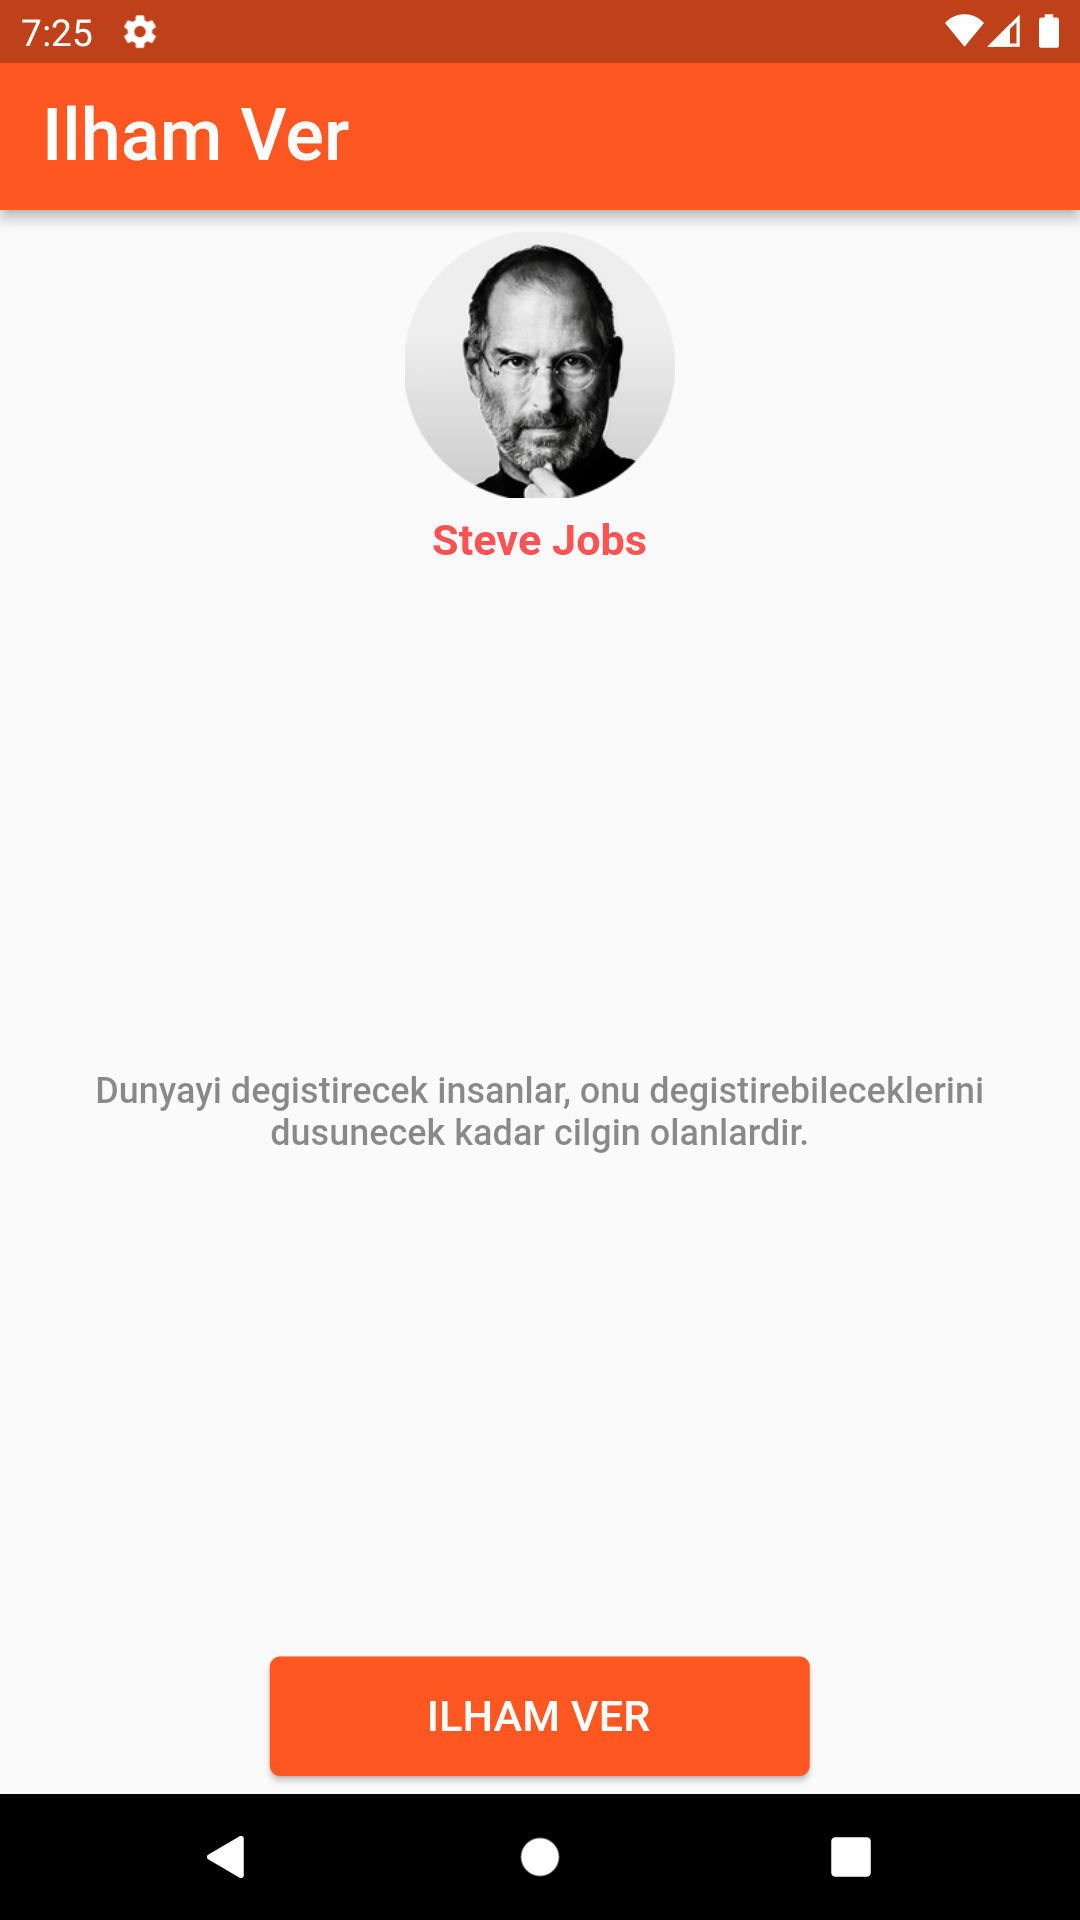 7:25
Ilham Ver
Steve Jobs
Dunyayi degistirecek insanlar, onu degistirebileceklerini
dusunecek kadar cilgin olanlardir.
ILHAM VER